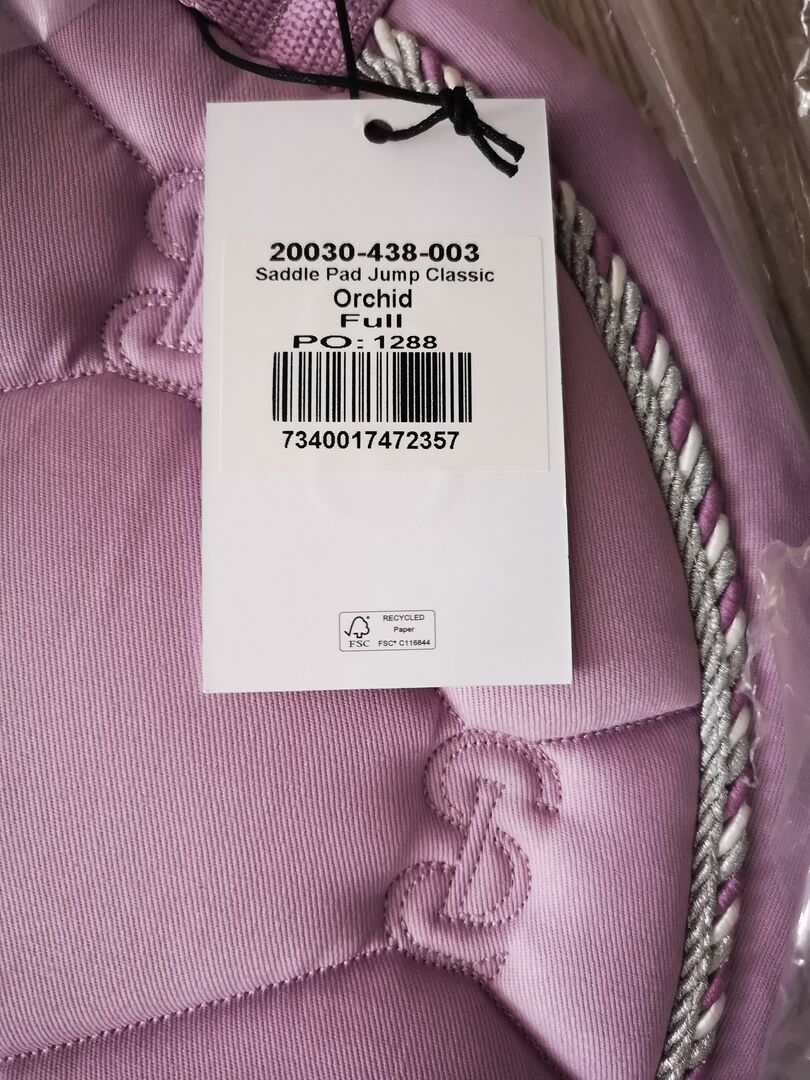 20030-438-003
Saddle Pad Jump Classic
Orchid
Full
PO: 1288
7340017472357
RECYCLED
Paper
FSC
FSC® C116844